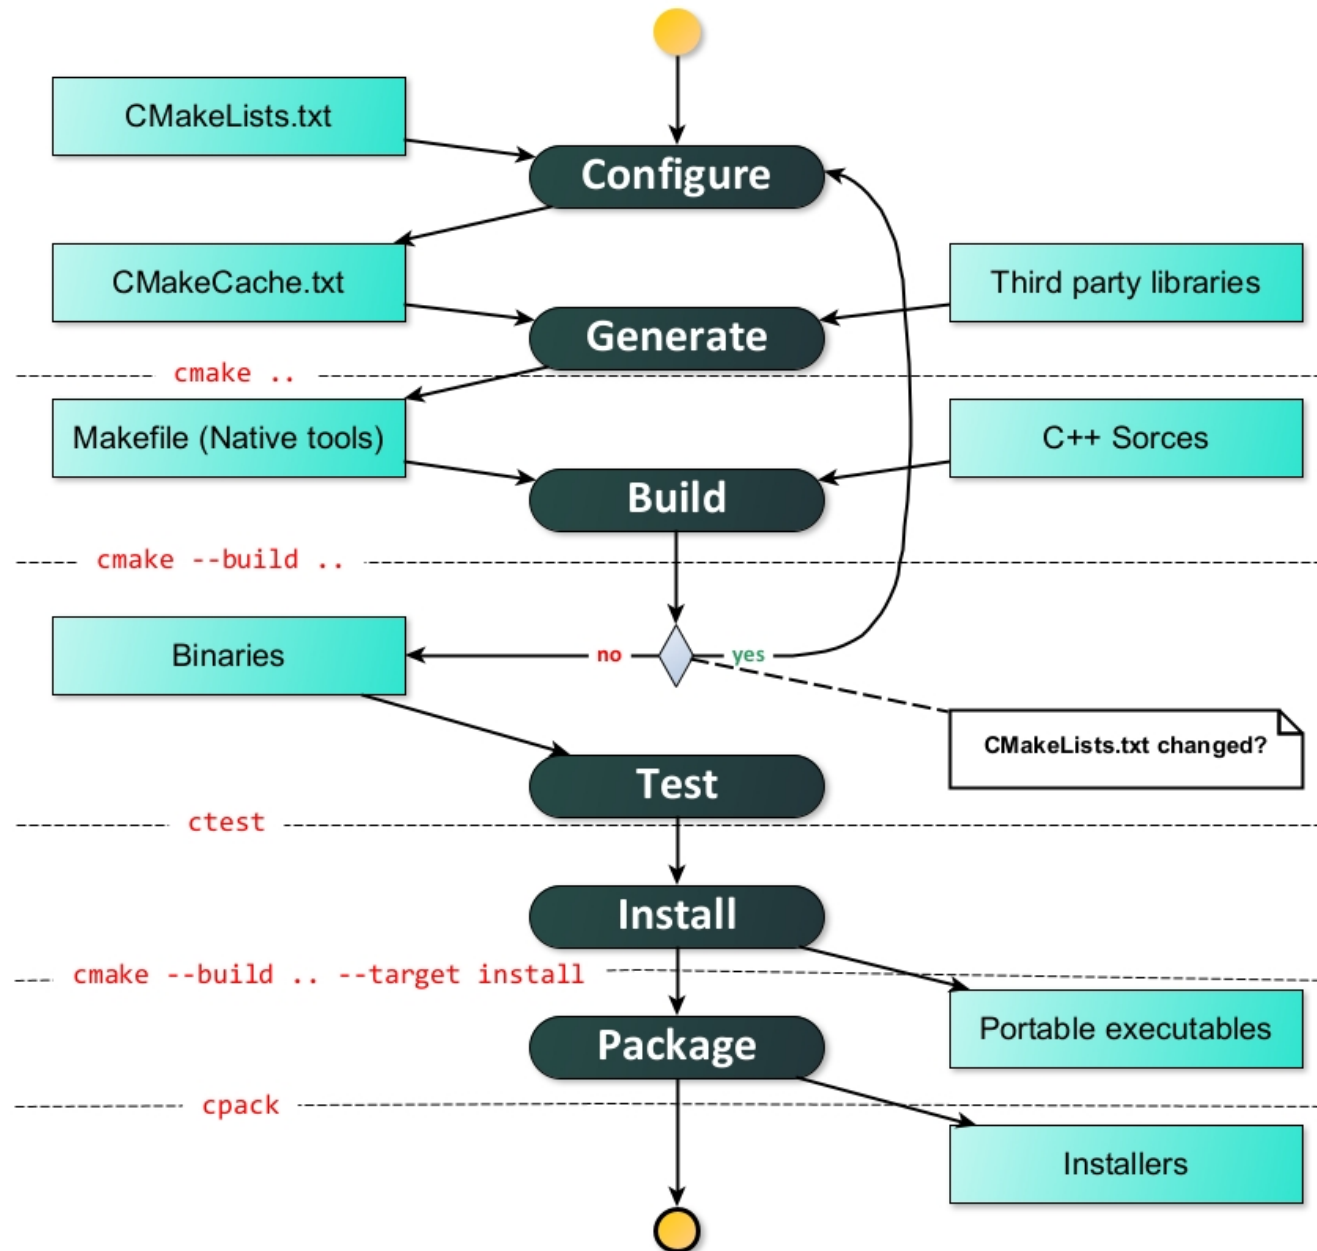 CMakeLists.txt
Configure
CMakeCache.txt
Third party libraries
Generate
cmake ..
Makefile (Native tools)
C++ Sorces
Build
cmake --build ..
Binaries
no
yes
CMakeLists.txt changed?
Test
ctest
Install
cmake --build .. --target install
Portable executables
Package
cpack
Installers